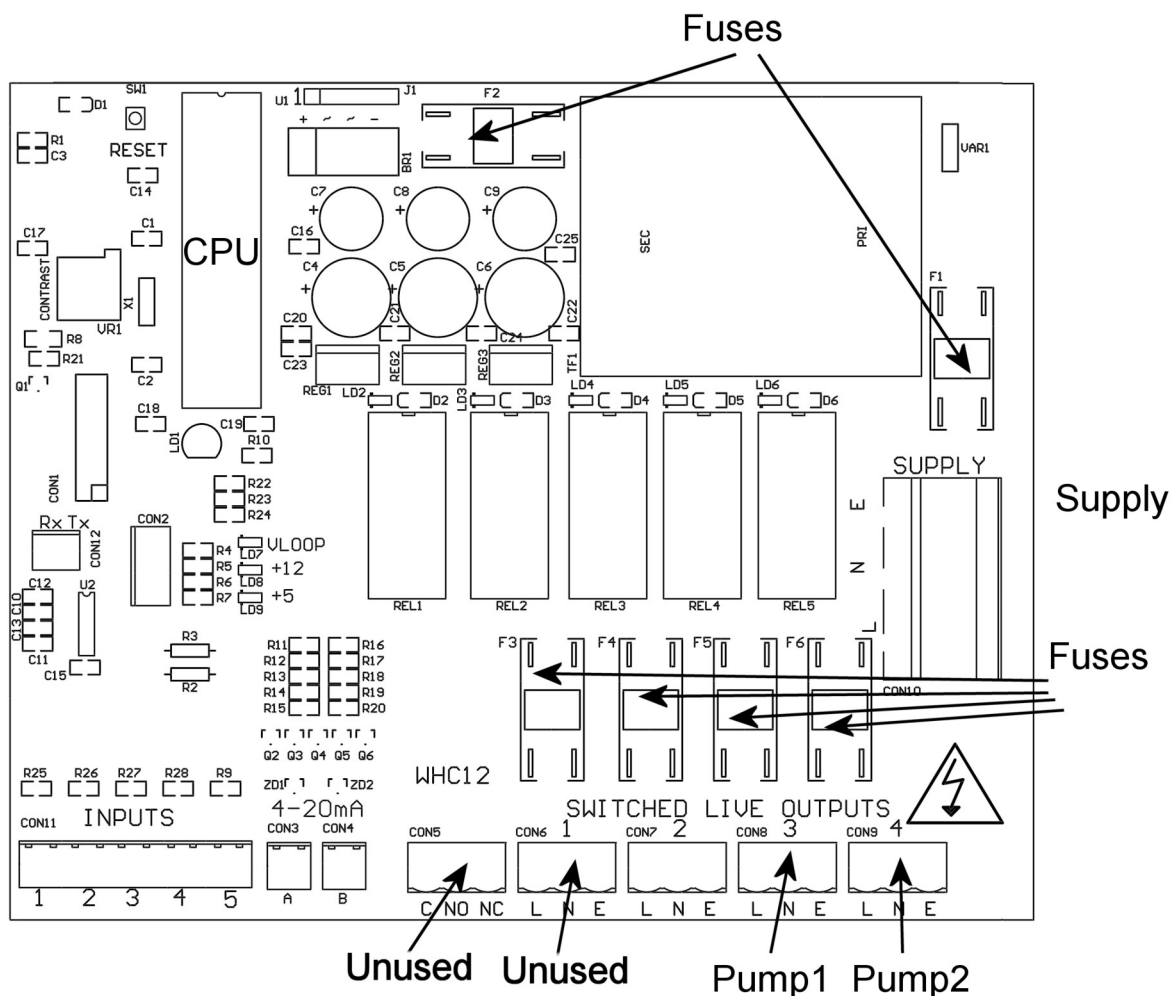 Fuses
SW1
D1
U1 1 J1
F2
+ ~ ~ -
BR1
VAR1
R1
C3
RESET
C14
CPU
C7 C8 C9
+ + +
C17
C1
C16
C25
SEC
PRI
CONTRAST
X1
VR1
C4 C5 C6
+ + +
F1
R8
R21
C20
C21
C22
C23
C24
Q1
C2
REG1
REG2
REG3
TF1
LD2 D2
LD3 D3
LD4 D4
LD5 D5
LD6 D6
C18
C19
LD1
R10
CON1
R22
R23
R24
SUPPLY
Supply
E
N
L
Rx Tx
CON12
CON2
VLOOP
LD7
+12
LD8
+5
LD9
R4
R5
R6
R7
C12
C10
C13
C11
U2
C15
R3
R2
REL1 REL2 REL3 REL4 REL5
F3 F4 F5 F6
Fuses
CON10
R11 R16
R12 R17
R13 R18
R14 R19
R15 R20
Q2 Q3 Q4 Q5 Q6
ZD1 ZD2
R25 R26 R27 R28 R9
WHC12
4-20mA
INPUTS
SWITCHED LIVE OUTPUTS
CON11
CON3 CON4
CON5
CON6 1
CON7 2
CON8 3
CON9 4
1 2 3 4 5
A B
C NO NC
L N E
L N E
L N E
L N E
Unused Unused Pump1 Pump2